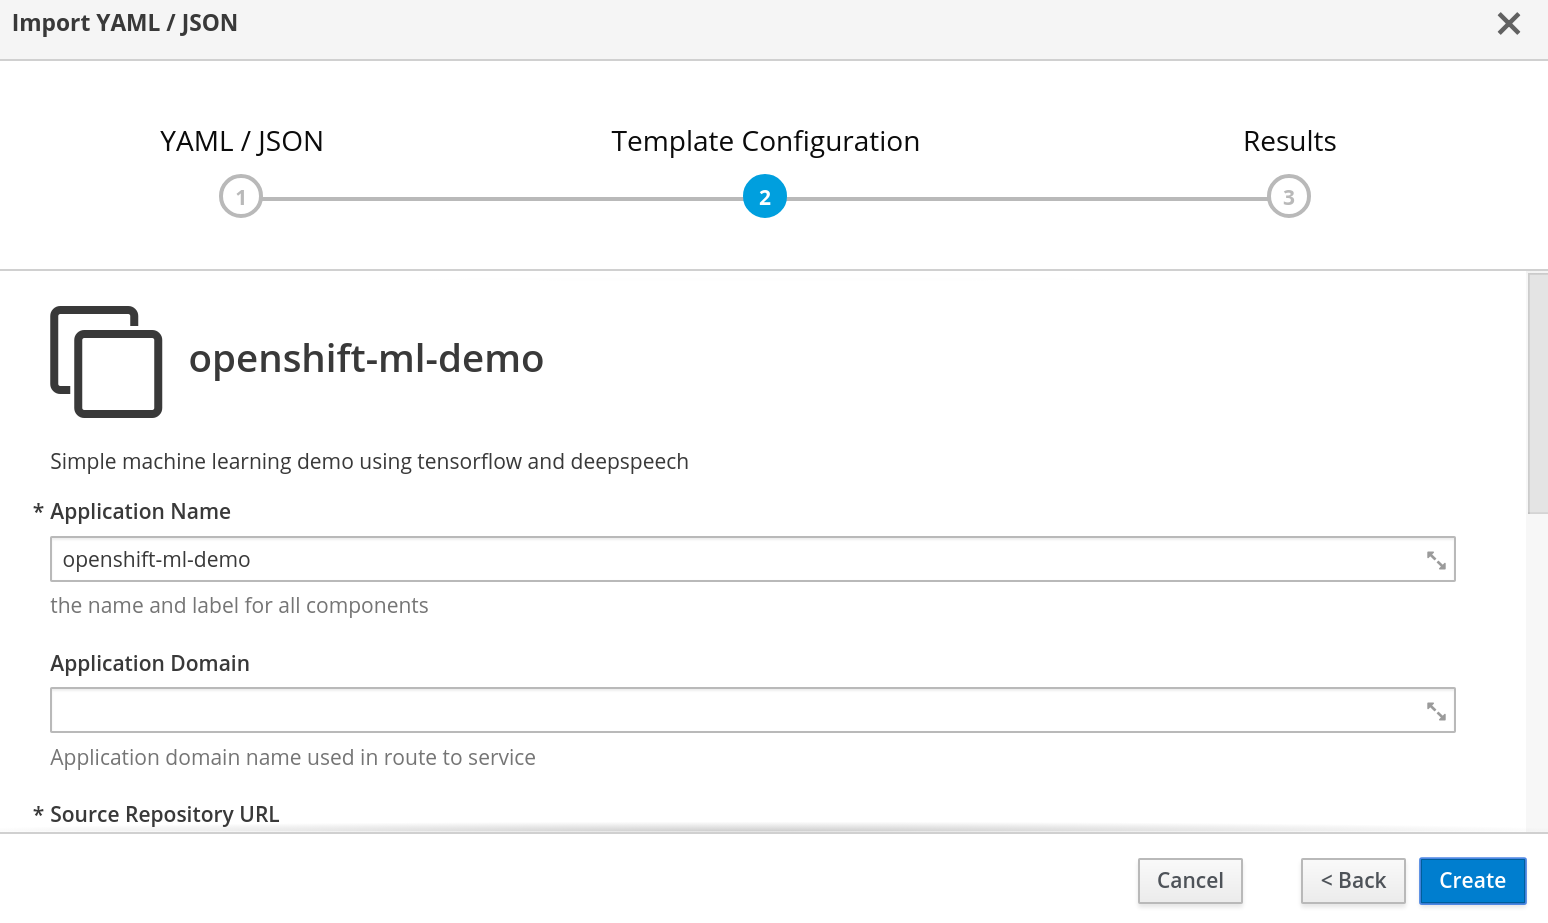 Import YAML / JSON
YAML / JSON
Template Configuration
Results
1
2
3
openshift-ml-demo
Simple machine learning demo using tensorflow and deepspeech
* Application Name
openshift-ml-demo
the name and label for all components
Application Domain
Application domain name used in route to service
* Source Repository URL
Cancel
< Back
Create